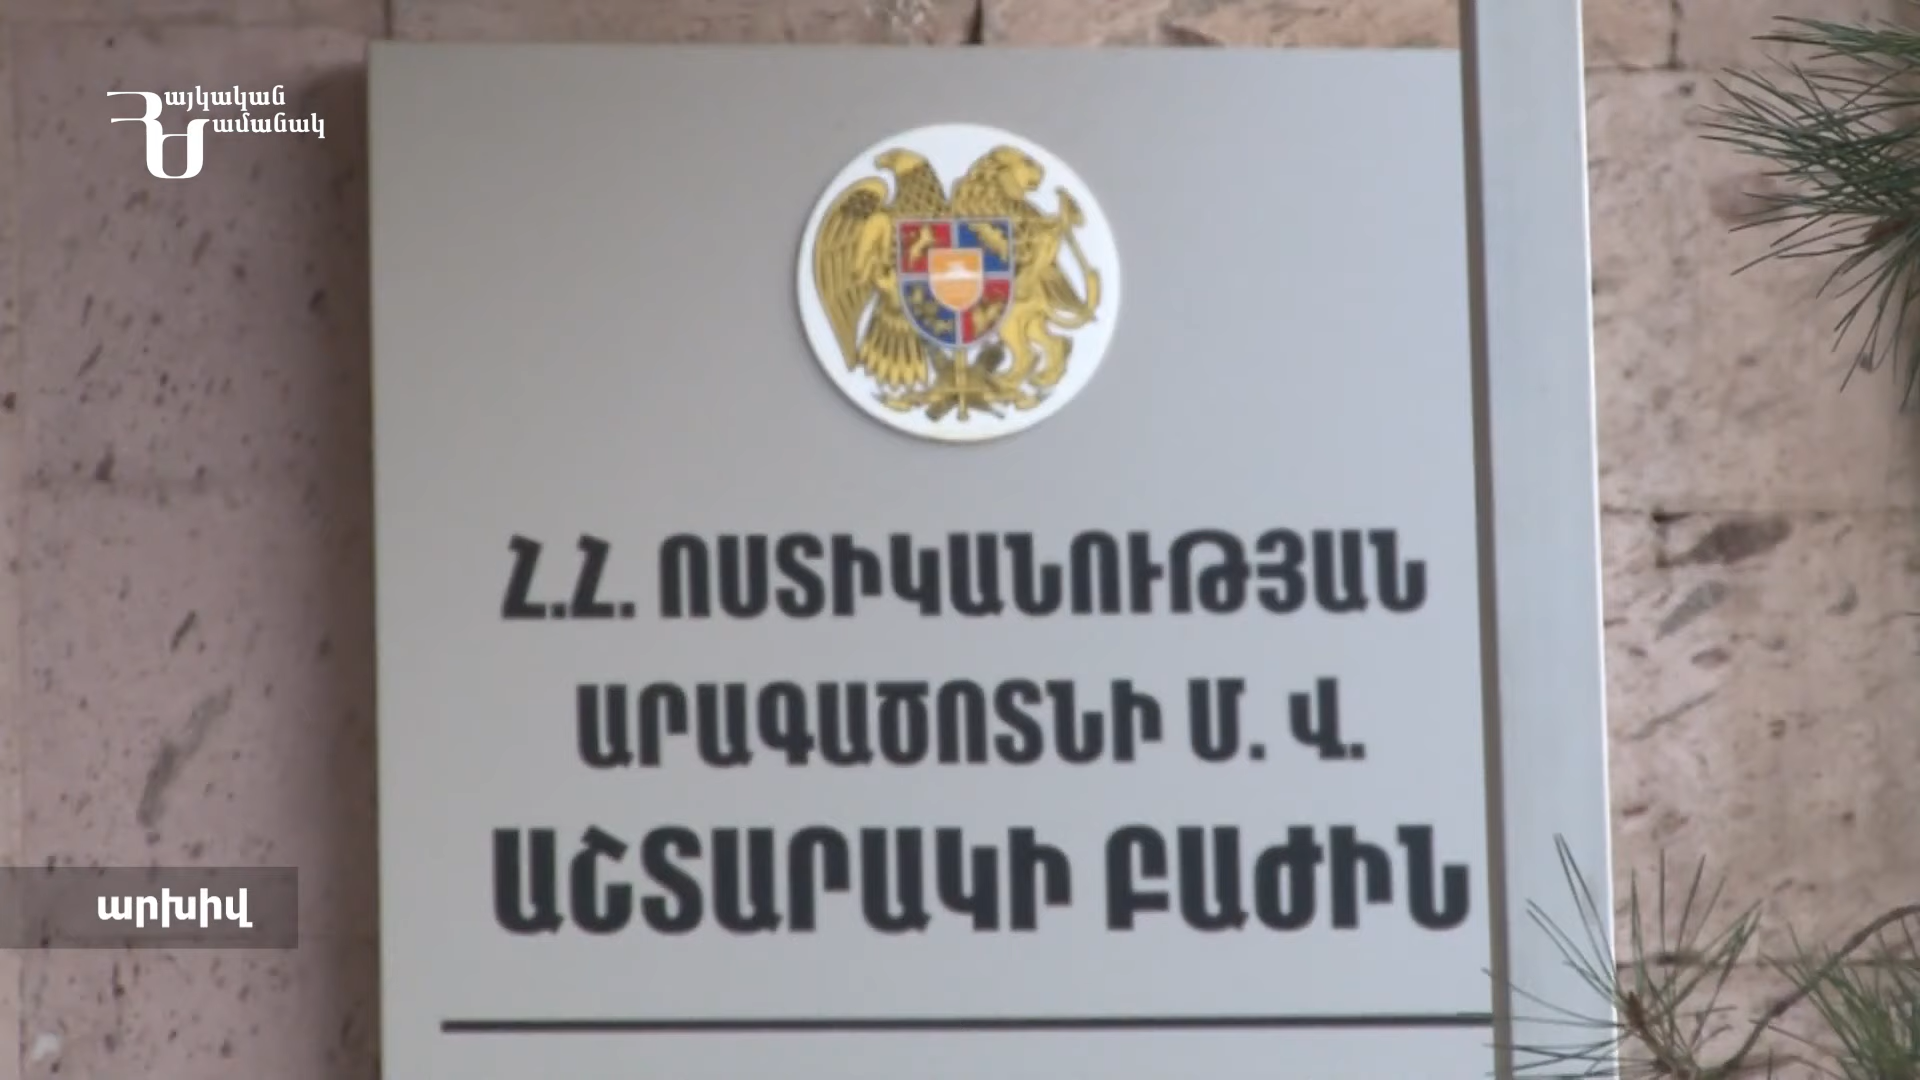 Հայկական
Ժամանակ
Հ.Հ. ՈՍՏԻԿԱՆՈՒԹՅԱՆ
ԱՐԱԳԱԾՈՏՆԻ Մ. Վ.
ԱՇՏԱՐԱԿԻ ԲԱԺԻՆ
արխիվ